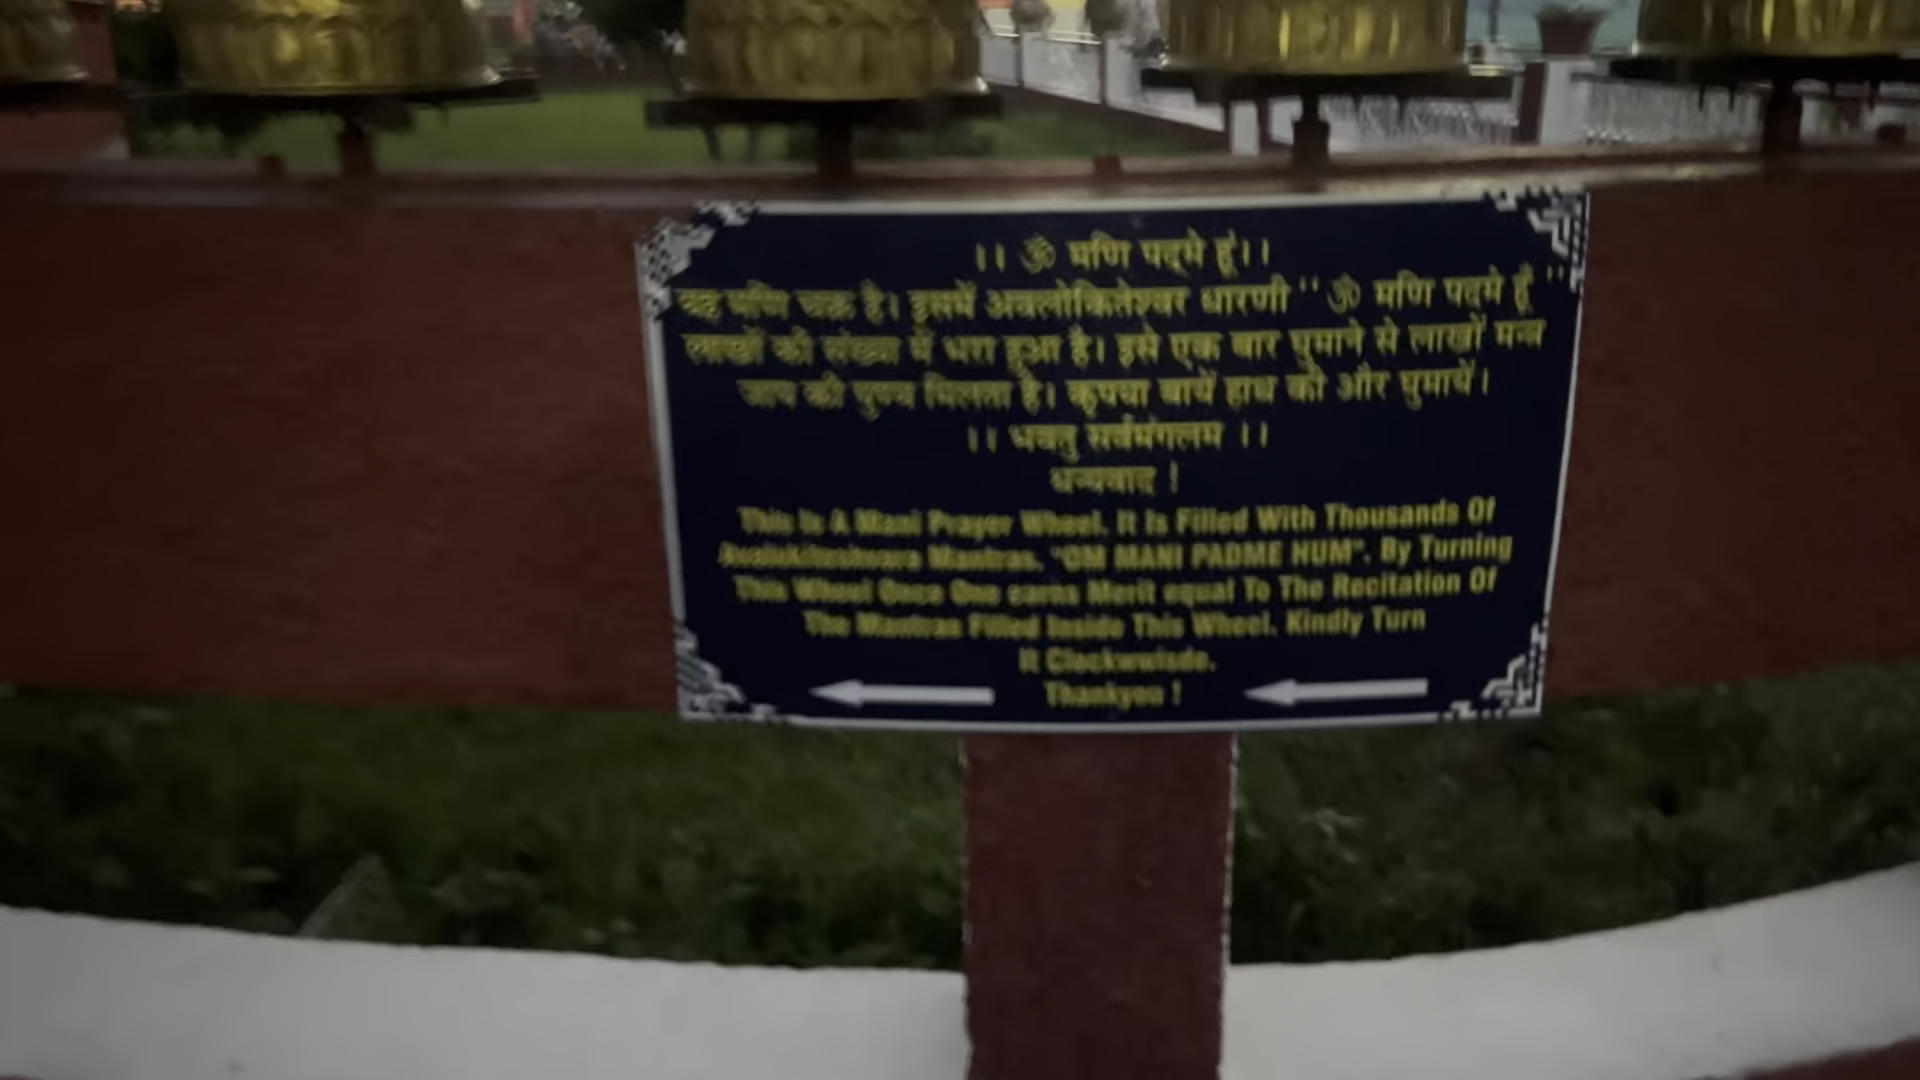 ।। ॐ मणि पद्मे हूं।।
यह मणि चक्र है। इसमें अवलोकितेश्वर धारणी '' ॐ मणि पद्मे हूँ ''
लाखों की संख्या में भरा हुआ है। इसे एक बार घुमाने से लाखों मन्त्र
जाप की पुण्य मिलता है। कृपया बायें हाथ की और घुमायें।
।। भवतु सर्वमंगलम ।।
धन्यवाद !
This Is A Mani Prayer Wheel. It Is Filled With Thousands Of
Avalokiteshwara Mantras. "OM MANI PADME HUM". By Turning
This Wheel Once One earns Merit equal To The Recitation Of
The Mantras Filled Inside This Wheel. Kindly Turn
It Clockwwisde.
Thankyou !